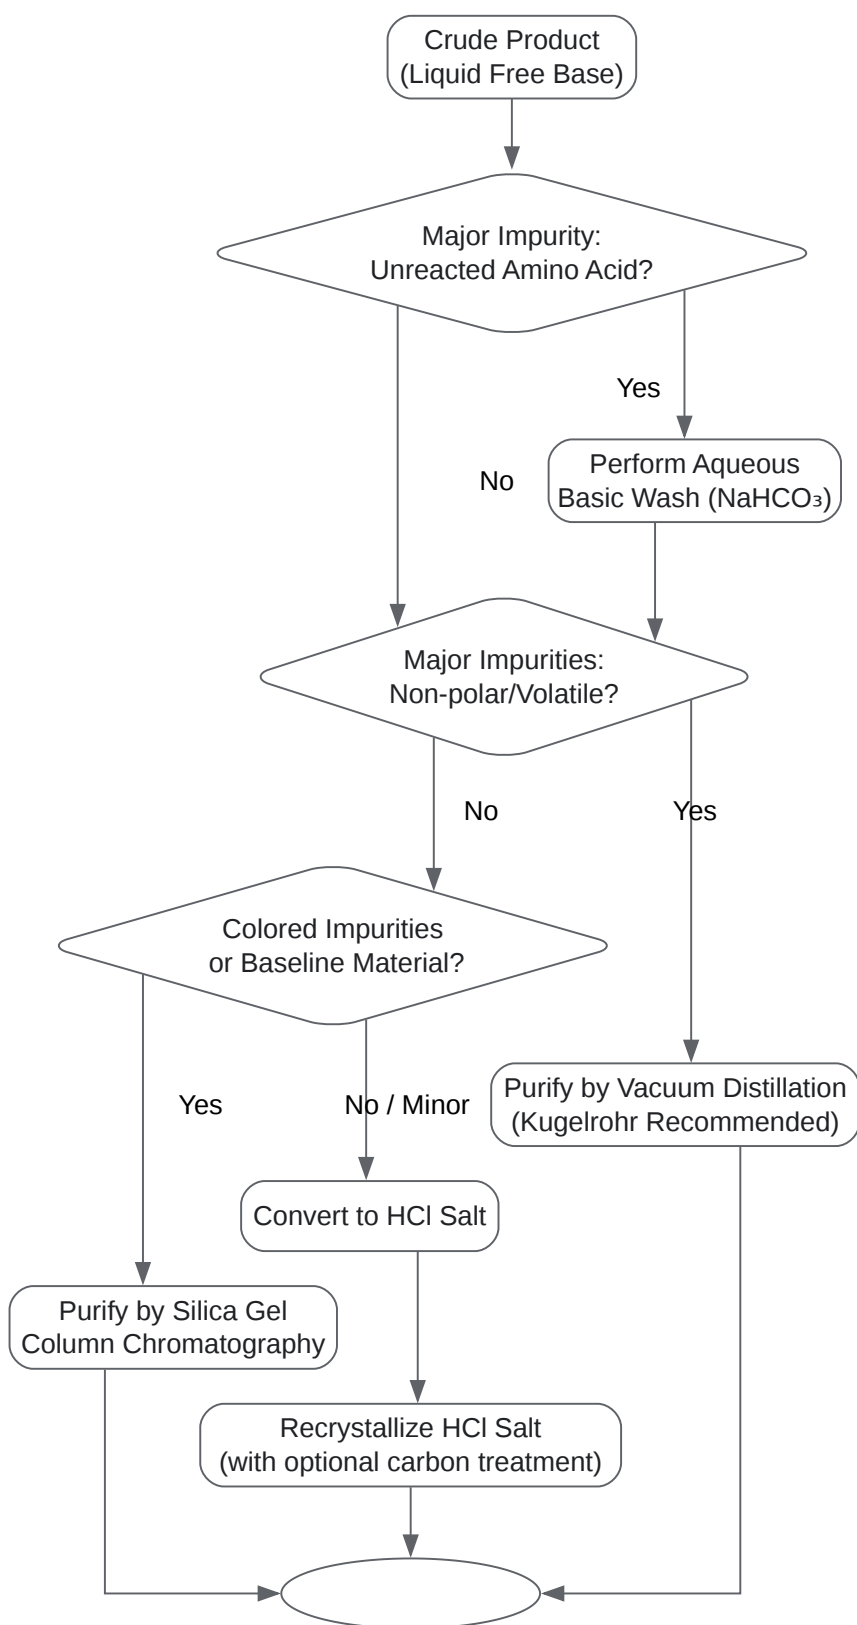 Crude Product
(Liquid Free Base)
Major Impurity:
Unreacted Amino Acid?
Yes
Perform Aqueous
Basic Wash (NaHCO₃)
No
Major Impurities:
Non-polar/Volatile?
No
Yes
Colored Impurities
or Baseline Material?
Yes
No / Minor
Purify by Vacuum Distillation
(Kugelrohr Recommended)
Convert to HCl Salt
Purify by Silica Gel
Column Chromatography
Recrystallize HCl Salt
(with optional carbon treatment)